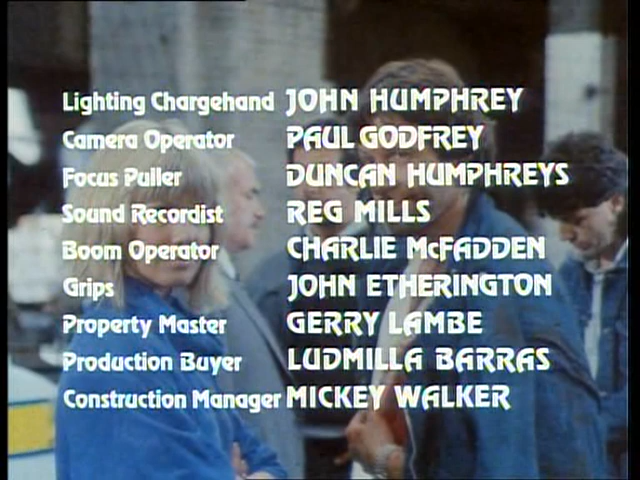 Lighting Chargehand JOHN HUMPHREY
Camera Operator PAUL GODFREY
Focus Puller DUNCAN HUMPHREYS
Sound Recordist REG MILLS
Boom Operator CHARLIE McFADDEN
Grips JOHN ETHERINGTON
Property Master GERRY LAMBE
Production Buyer LUDMILLA BARRAS
Construction Manager MICKEY WALKER